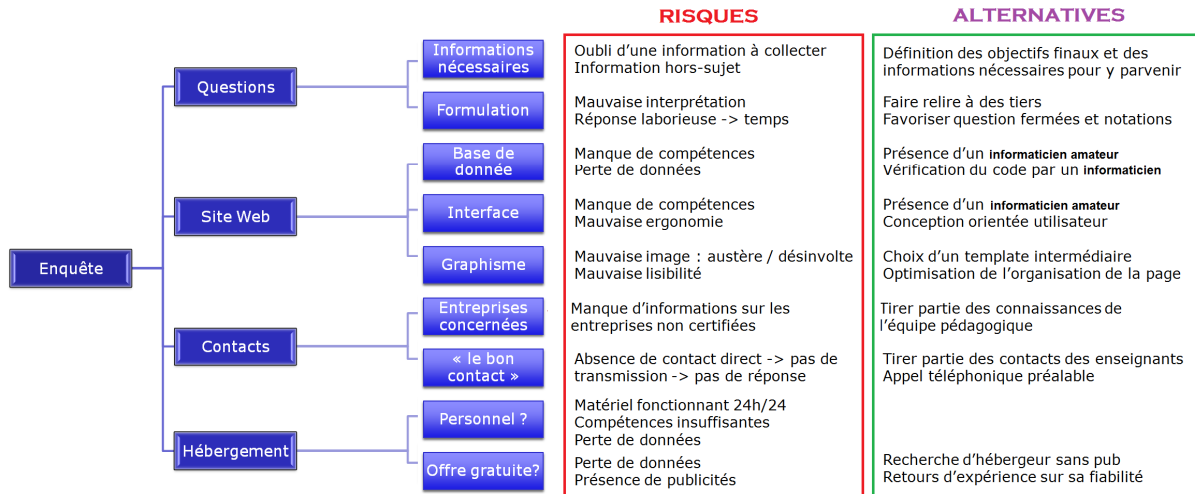 RISQUES
ALTERNATIVES
Enquête
Questions
Informations
nécessaires
Oubli d’une information à collecter
Information hors-sujet
Définition des objectifs finaux et des
informations nécessaires pour y parvenir
Formulation
Mauvaise interprétation
Réponse laborieuse -> temps
Faire relire à des tiers
Favoriser question fermées et notations
Site Web
Base de
donnée
Manque de compétences
Perte de données
Présence d’un informaticien amateur
Vérification du code par un informaticien
Interface
Manque de compétences
Mauvaise ergonomie
Présence d’un informaticien amateur
Conception orientée utilisateur
Graphisme
Mauvaise image : austère / désinvolte
Mauvaise lisibilité
Choix d’un template intermédiaire
Optimisation de l’organisation de la page
Contacts
Entreprises
concernées
Manque d’informations sur les
entreprises non certifiées
Tirer partie des connaissances de
l’équipe pédagogique
« le bon
contact »
Absence de contact direct -> pas de
transmission -> pas de réponse
Tirer partie des contacts des enseignants
Appel téléphonique préalable
Hébergement
Personnel ?
Matériel fonctionnant 24h/24
Compétences insuffisantes
Perte de données
Offre gratuite?
Perte de données
Présence de publicités
Recherche d’hébergeur sans pub
Retours d’expérience sur sa fiabilité